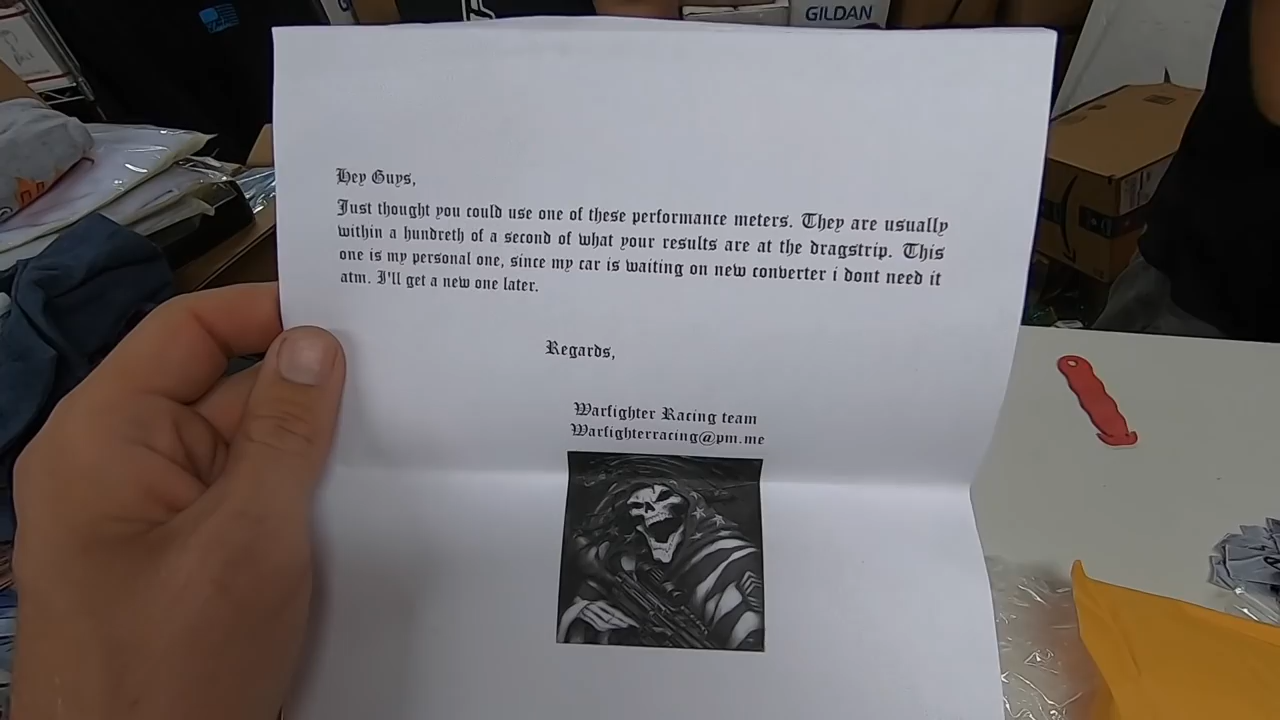 GILDAN
Hey Guys,
Just thought you could use one of these performance meters. They are usually
within a hundreth of a second of what your results are at the dragstrip. This
one is my personal one, since my car is waiting on new converter i dont need it
atm. I'll get a new one later.
Regards,
Warfighter Racing team
Warfighterracing@pm.me